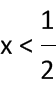 x < 1/2